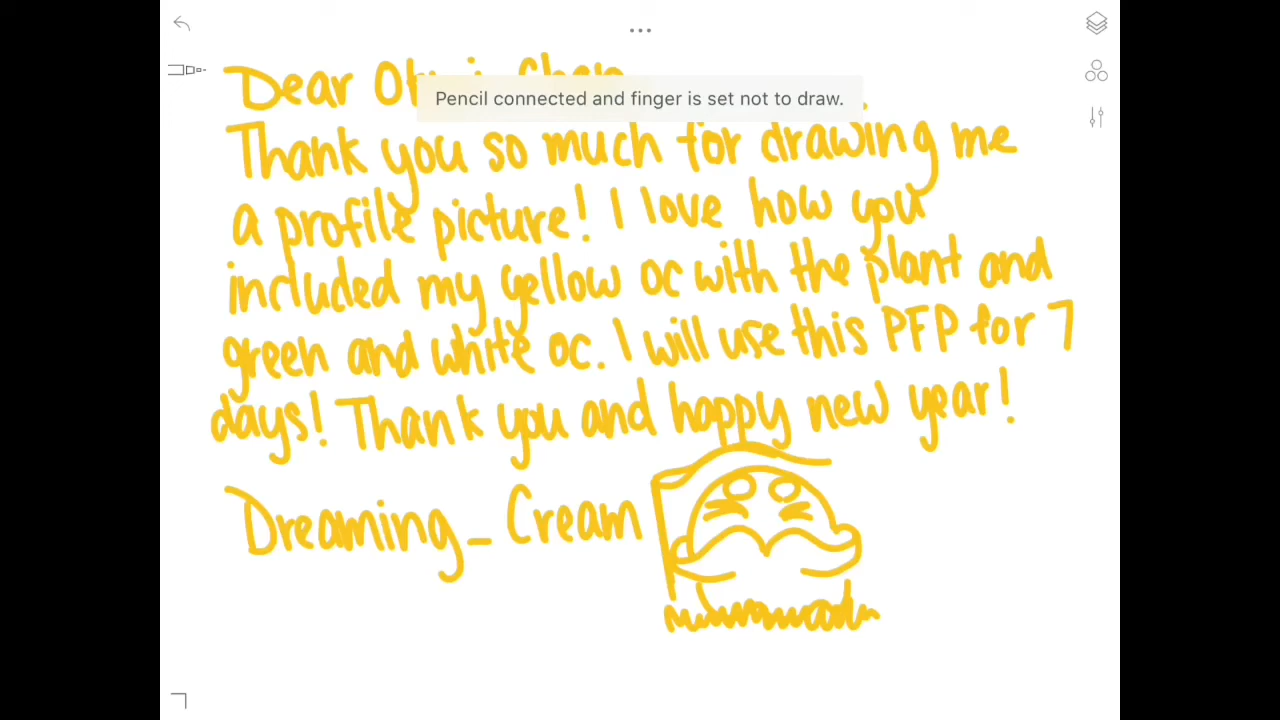 Dear
Pencil connected and finger is set not to draw.
Thank you so much for drawing me
a profile picture! I love how you
included my yellow oc with the plant and
green and white oc. I will use this PFP for 7
days! Thank you and happy new year!
Dreaming_Cream